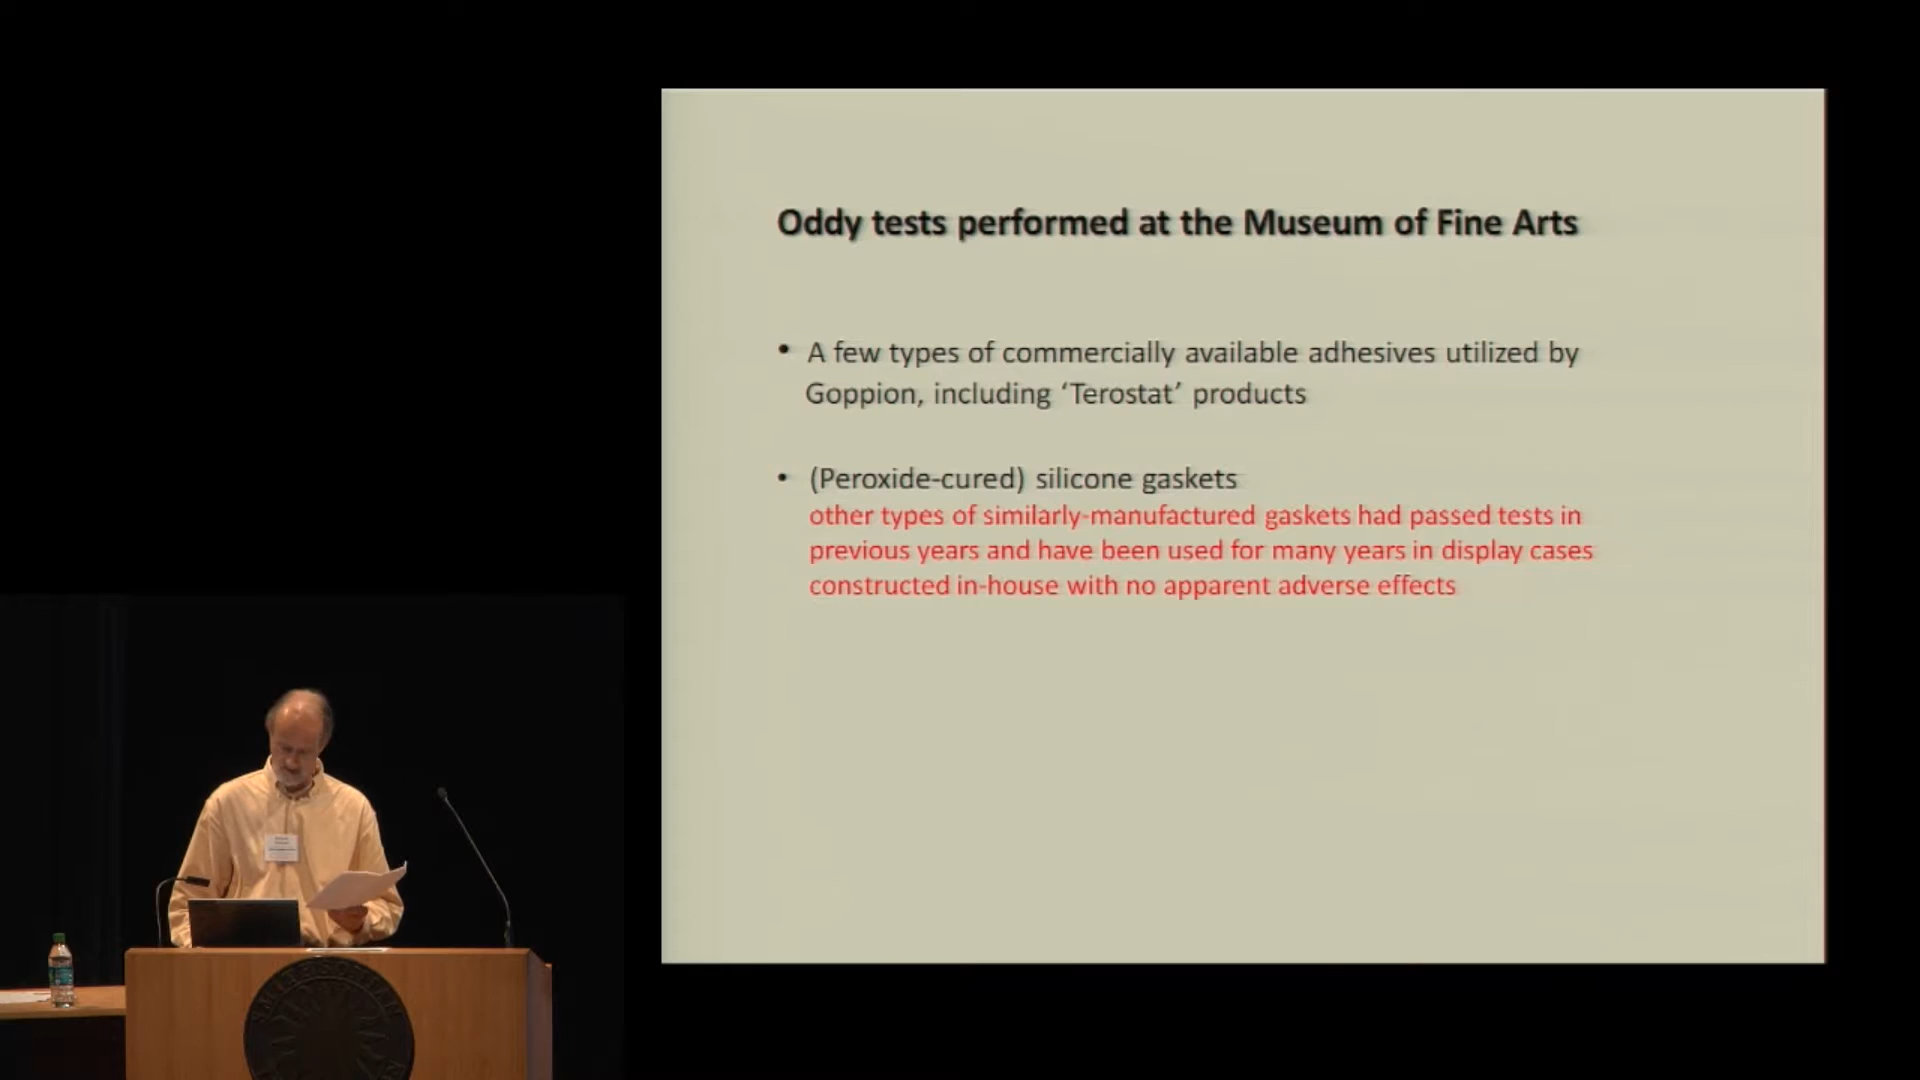 Oddy tests performed at the Museum of Fine Arts
• A few types of commercially available adhesives utilized by
Goppion, including ‘Terostat’ products
• (Peroxide-cured) silicone gaskets
other types of similarly-manufactured gaskets had passed tests in
previous years and have been used for many years in display cases
constructed in-house with no apparent adverse effects
SMITHSONIAN